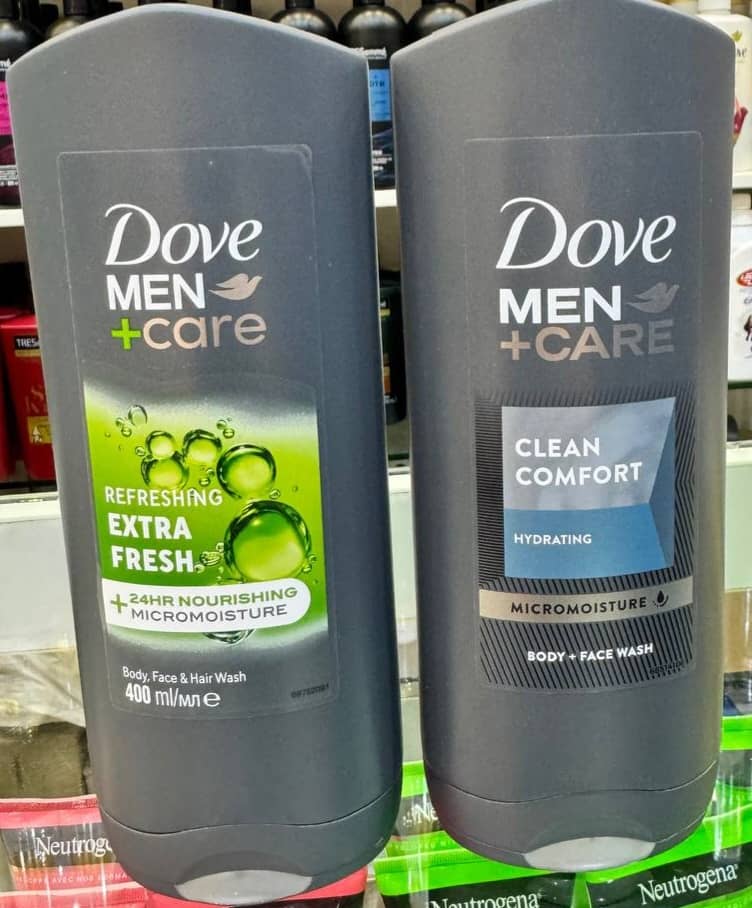 Dove
MEN
+care
REFRESHING
EXTRA
FRESH
+24HR NOURISHING
MICROMOISTURE
Body, Face & Hair Wash
400 ml/мл e
Dove
MEN
+CARE
CLEAN
COMFORT
HYDRATING
MICROMOISTURE
BODY + FACE WASH
Neutrogena
Neutrogena